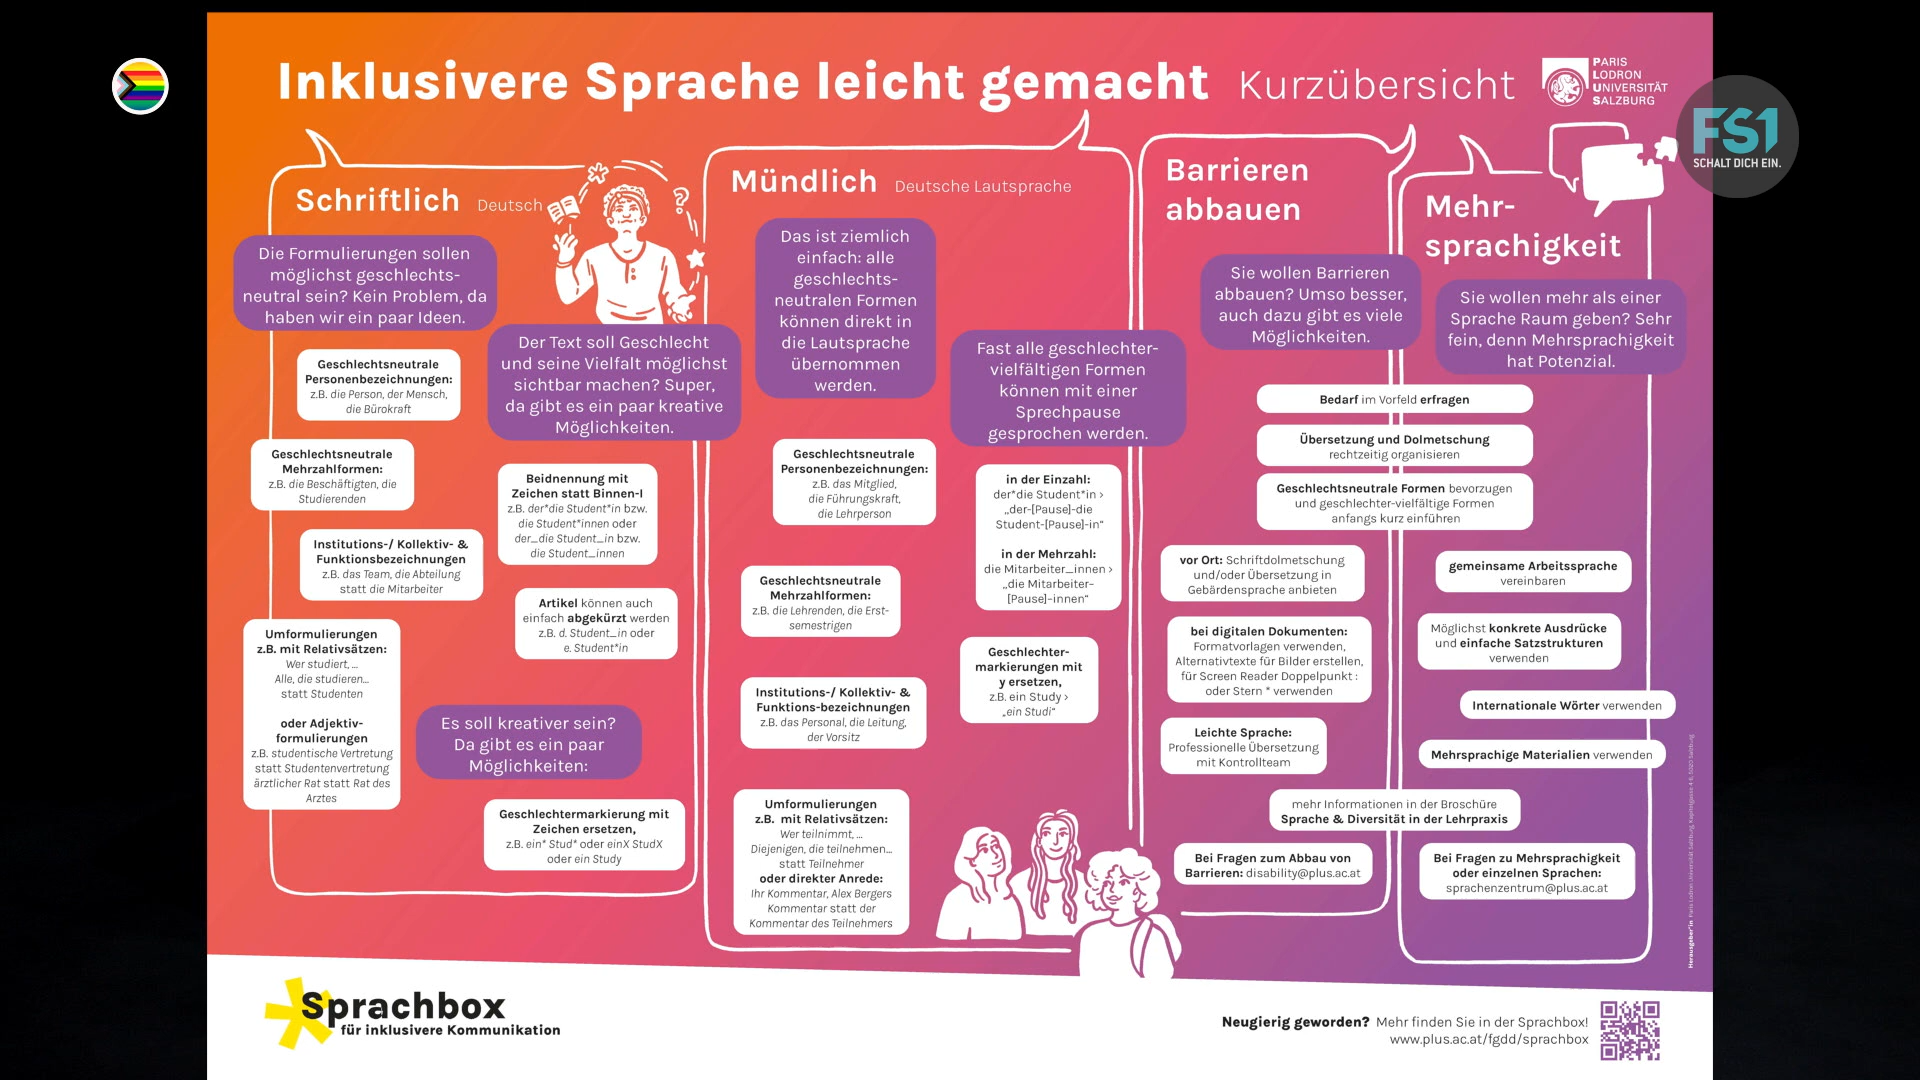 Inklusivere Sprache leicht gemacht Kurzübersicht
PARIS
LODRON
UNIVERSITÄT
SALZBURG
FS1
SCHALT DICH EIN.
Schriftlich Deutsch
Die Formulierungen sollen
möglichst geschlechts-
neutral sein? Kein Problem, da
haben wir ein paar Ideen.
Geschlechtsneutrale
Personenbezeichnungen:
z.B. die Person, der Mensch,
die Bürokraft
Geschlechtsneutrale
Mehrzahlformen:
z.B. die Beschäftigten, die
Studierenden
Institutions-/ Kollektiv- &
Funktionsbezeichnungen
z.B. das Team, die Abteilung
statt die Mitarbeiter
Umformulierungen
z.B. mit Relativsätzen:
Wer studiert, ...
Alle, die studieren...
statt Studenten
oder Adjektiv-
formulierungen
z.B. studentische Vertretung
statt Studentenvertretung
ärztlicher Rat statt Rat des
Arztes
?
Der Text soll Geschlecht
und seine Vielfalt möglichst
sichtbar machen? Super,
da gibt es ein paar kreative
Möglichkeiten.
Beidnennung mit
Zeichen statt Binnen-I
z.B. der*die Student*in bzw.
die Student*innen oder
der_die Student_in bzw.
die Student_innen
Artikel können auch
einfach abgekürzt werden
z.B. d. Student_in oder
e. Student*in
Es soll kreativer sein?
Da gibt es ein paar
Möglichkeiten:
Geschlechtermarkierung mit
Zeichen ersetzen,
z.B. ein* Stud* oder einX StudX
oder ein Study
Mündlich Deutsche Lautsprache
Das ist ziemlich
einfach: alle
geschlechts-
neutralen Formen
können direkt in
die Lautsprache
übernommen
werden.
Geschlechtsneutrale
Personenbezeichnungen:
z.B. das Mitglied,
die Führungskraft,
die Lehrperson
Geschlechtsneutrale
Mehrzahlformen:
z.B. die Lehrenden, die Erst-
semestrigen
Institutions-/ Kollektiv- &
Funktions-bezeichnungen
z.B. das Personal, die Leitung,
der Vorsitz
Umformulierungen
z.B. mit Relativsätzen:
Wer teilnimmt, ...
Diejenigen, die teilnehmen...
statt Teilnehmer
oder direkter Anrede:
Ihr Kommentar, Alex Bergers
Kommentar statt der
Kommentar des Teilnehmers
Fast alle geschlechter-
vielfältigen Formen
können mit einer
Sprechpause
gesprochen werden.
in der Einzahl:
der*die Student*in ›
„der-[Pause]-die
Student-[Pause]-in“
in der Mehrzahl:
die Mitarbeiter_innen ›
„die Mitarbeiter-
[Pause]-innen“
Geschlechter-
markierungen mit
y ersetzen,
z.B. ein Study ›
„ein Studi“
Barrieren
abbauen
Sie wollen Barrieren
abbauen? Umso besser,
auch dazu gibt es viele
Möglichkeiten.
Mehr-
sprachigkeit
Sie wollen mehr als einer
Sprache Raum geben? Sehr
fein, denn Mehrsprachigkeit
hat Potenzial.
Bedarf im Vorfeld erfragen
Übersetzung und Dolmetschung
rechtzeitig organisieren
Geschlechtsneutrale Formen bevorzugen
und geschlechter-vielfältige Formen
anfangs kurz einführen
vor Ort: Schriftdolmetschung
und/oder Übersetzung in
Gebärdensprache anbieten
bei digitalen Dokumenten:
Formatvorlagen verwenden,
Alternativtexte für Bilder erstellen,
für Screen Reader Doppelpunkt :
oder Stern * verwenden
Leichte Sprache:
Professionelle Übersetzung
mit Kontrollteam
gemeinsame Arbeitssprache
vereinbaren
Möglichst konkrete Ausdrücke
und einfache Satzstrukturen
verwenden
Internationale Wörter verwenden
Mehrsprachige Materialien verwenden
mehr Informationen in der Broschüre
Sprache & Diversität in der Lehrpraxis
Bei Fragen zum Abbau von
Barrieren: disability@plus.ac.at
Bei Fragen zu Mehrsprachigkeit
oder einzelnen Sprachen:
sprachenzentrum@plus.ac.at
Herausgeber*in Paris Lodron Universität Salzburg, Kapitelgasse 4-6, 5020 Salzburg
Sprachbox
für inklusivere Kommunikation
Neugierig geworden? Mehr finden Sie in der Sprachbox!
www.plus.ac.at/fgdd/sprachbox